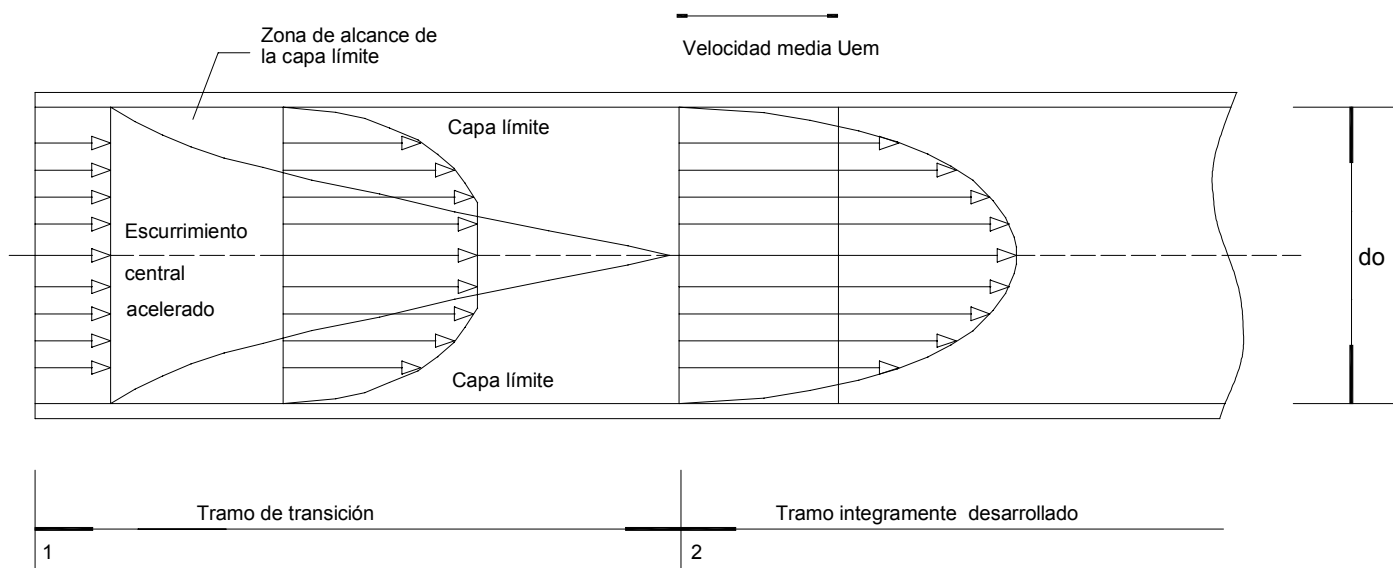 Zona de alcance de
la capa límite
Velocidad media Uem
Capa límite
Escurrimiento
central
acelerado
do
Capa límite
Tramo de transición
Tramo integramente desarrollado
1
2